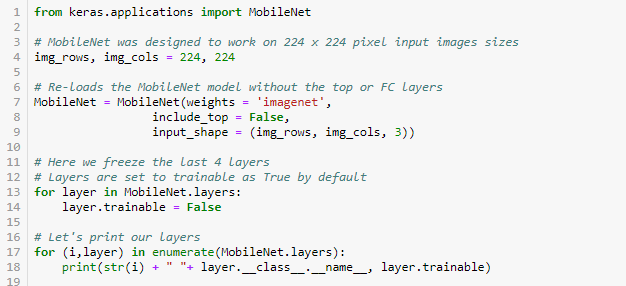 1 from keras.applications import MobileNet
2
3 # MobileNet was designed to work on 224 x 224 pixel input images sizes
4 img_rows, img_cols = 224, 224
5
6 # Re-loads the MobileNet model without the top or FC layers
7 MobileNet = MobileNet(weights = 'imagenet',
8                  include_top = False,
9                  input_shape = (img_rows, img_cols, 3))
10
11 # Here we freeze the last 4 layers
12 # Layers are set to trainable as True by default
13 for layer in MobileNet.layers:
14     layer.trainable = False
15
16 # Let's print our layers
17 for (i,layer) in enumerate(MobileNet.layers):
18     print(str(i) + " "+ layer.__class__.__name__, layer.trainable)
19